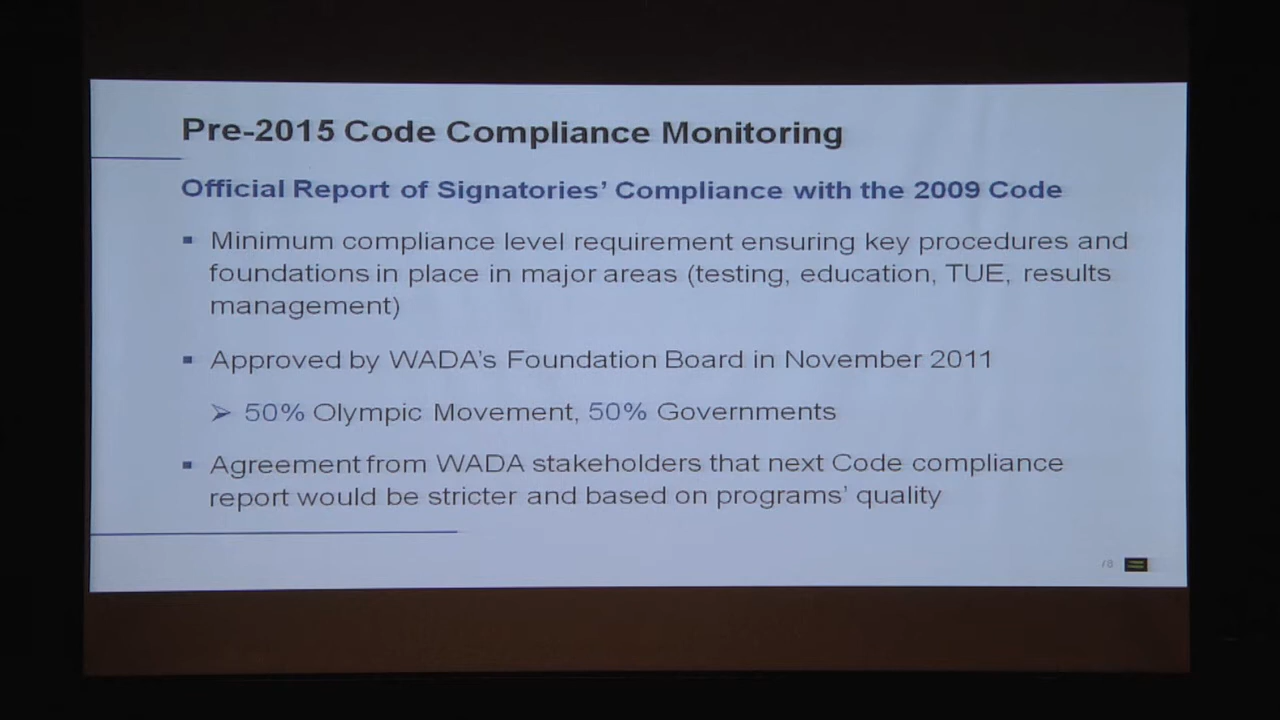 Pre-2015 Code Compliance Monitoring
Official Report of Signatories’ Compliance with the 2009 Code
▪ Minimum compliance level requirement ensuring key procedures and
foundations in place in major areas (testing, education, TUE, results
management)
▪ Approved by WADA’s Foundation Board in November 2011
➢ 50% Olympic Movement, 50% Governments
▪ Agreement from WADA stakeholders that next Code compliance
report would be stricter and based on programs’ quality